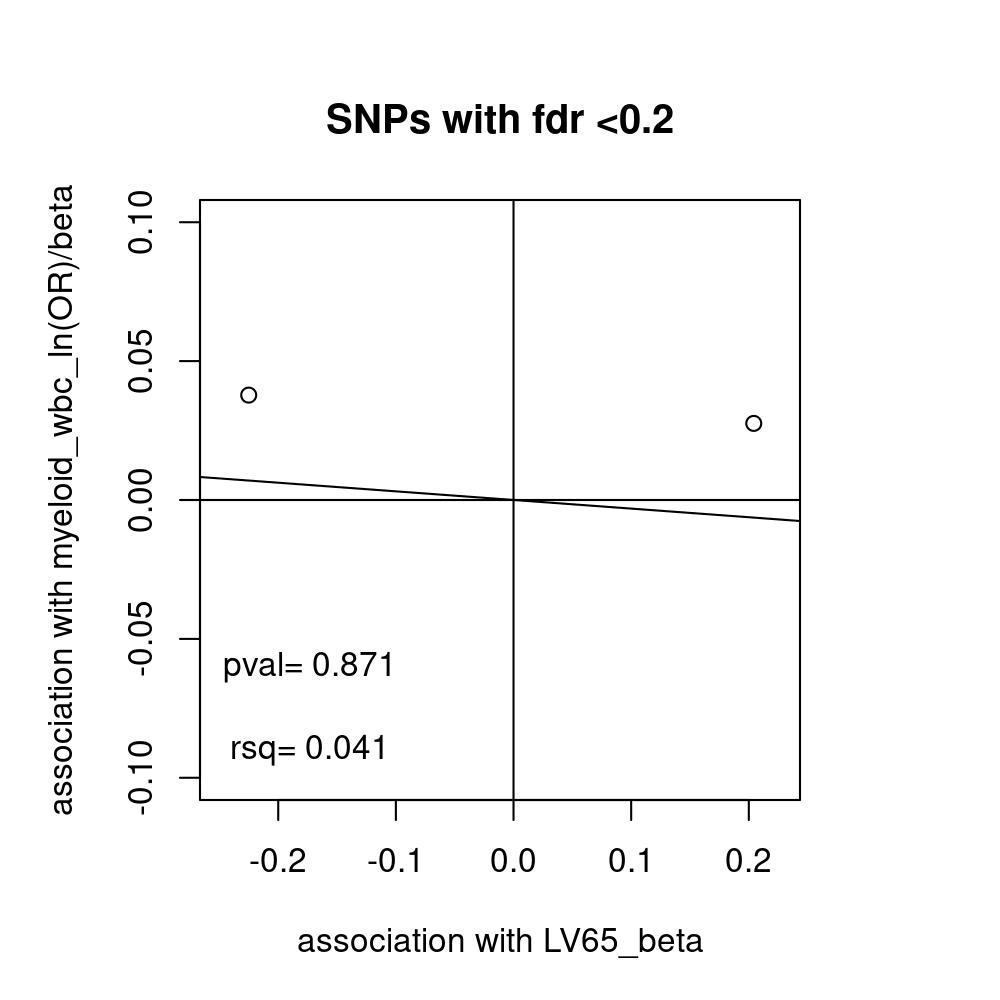 SNPs with fdr <0.2
association with myeloid_wbc_ln(OR)/beta
0.10
0.05
0.00
-0.05
-0.10
pval= 0.871
rsq= 0.041
-0.2 -0.1 0.0 0.1 0.2
association with LV65_beta